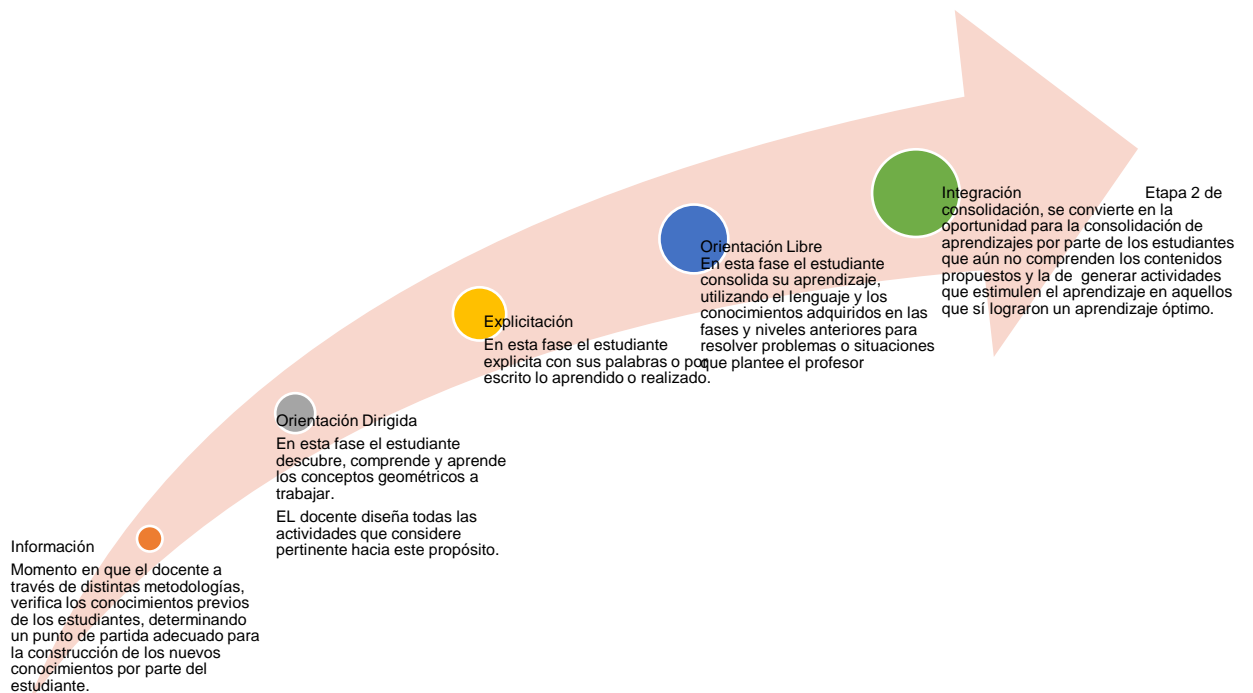 Información
Momento en que el docente a
través de distintas metodologías,
verifica los conocimientos previos
de los estudiantes, determinando
un punto de partida adecuado para
la construcción de los nuevos
conocimientos por parte del
estudiante.
Orientación Dirigida
En esta fase el estudiante
descubre, comprende y aprende
los conceptos geométricos a
trabajar.
EL docente diseña todas las
actividades que considere
pertinente hacia este propósito.
Explicitación
En esta fase el estudiante
explicita con sus palabras o por
escrito lo aprendido o realizado.
Orientación Libre
En esta fase el estudiante
consolida su aprendizaje,
utilizando el lenguaje y los
conocimientos adquiridos en las
fases y niveles anteriores para
resolver problemas o situaciones
que plantee el profesor
Integración Etapa 2 de
consolidación, se convierte en la
oportunidad para la consolidación de
aprendizajes por parte de los estudiantes
que aún no comprenden los contenidos
propuestos y la de generar actividades
que estimulen el aprendizaje en aquellos
que sí lograron un aprendizaje óptimo.